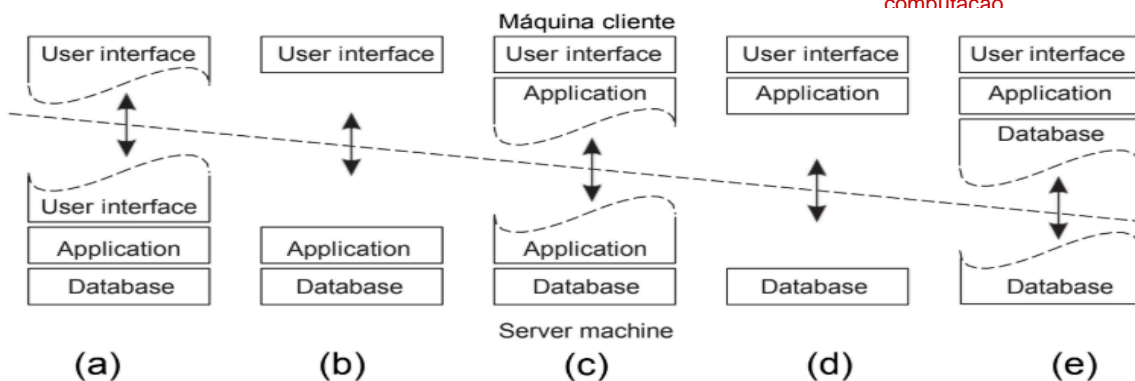 computação
Máquina cliente
User interface
User interface
User interface
User interface
User interface
Application
Application
Application
Database
User interface
Application
Application
Application
Database
Database
Database
Database
Database
Server machine
(a)
(b)
(c)
(d)
(e)